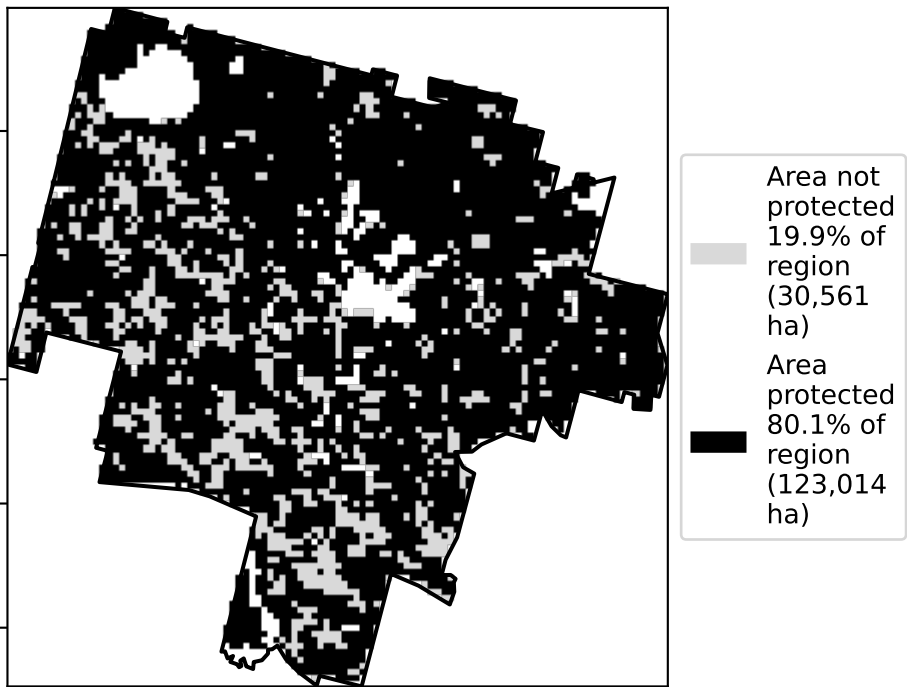 Area not
protected
19.9% of
region
(30,561
ha)
Area
protected
80.1% of
region
(123,014
ha)